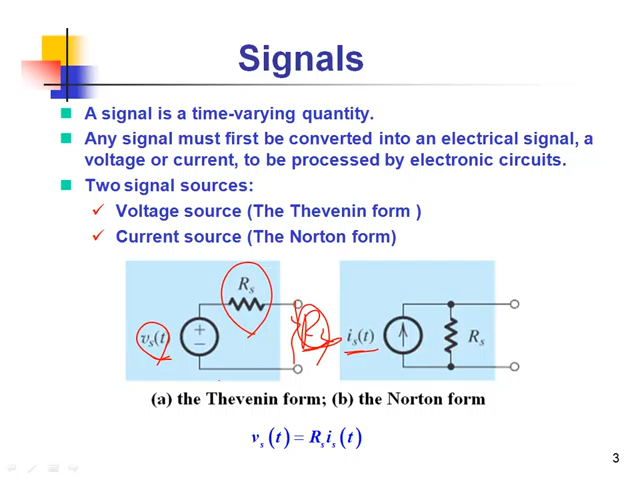 Signals
A signal is a time-varying quantity.
Any signal must first be converted into an electrical signal, a
voltage or current, to be processed by electronic circuits.
Two signal sources:
Voltage source (The Thevenin form )
Current source (The Norton form)
Rs
vs(t)
+
−
is(t)
Rs
(a) the Thevenin form; (b) the Norton form
vs(t) = Rsis(t)
3